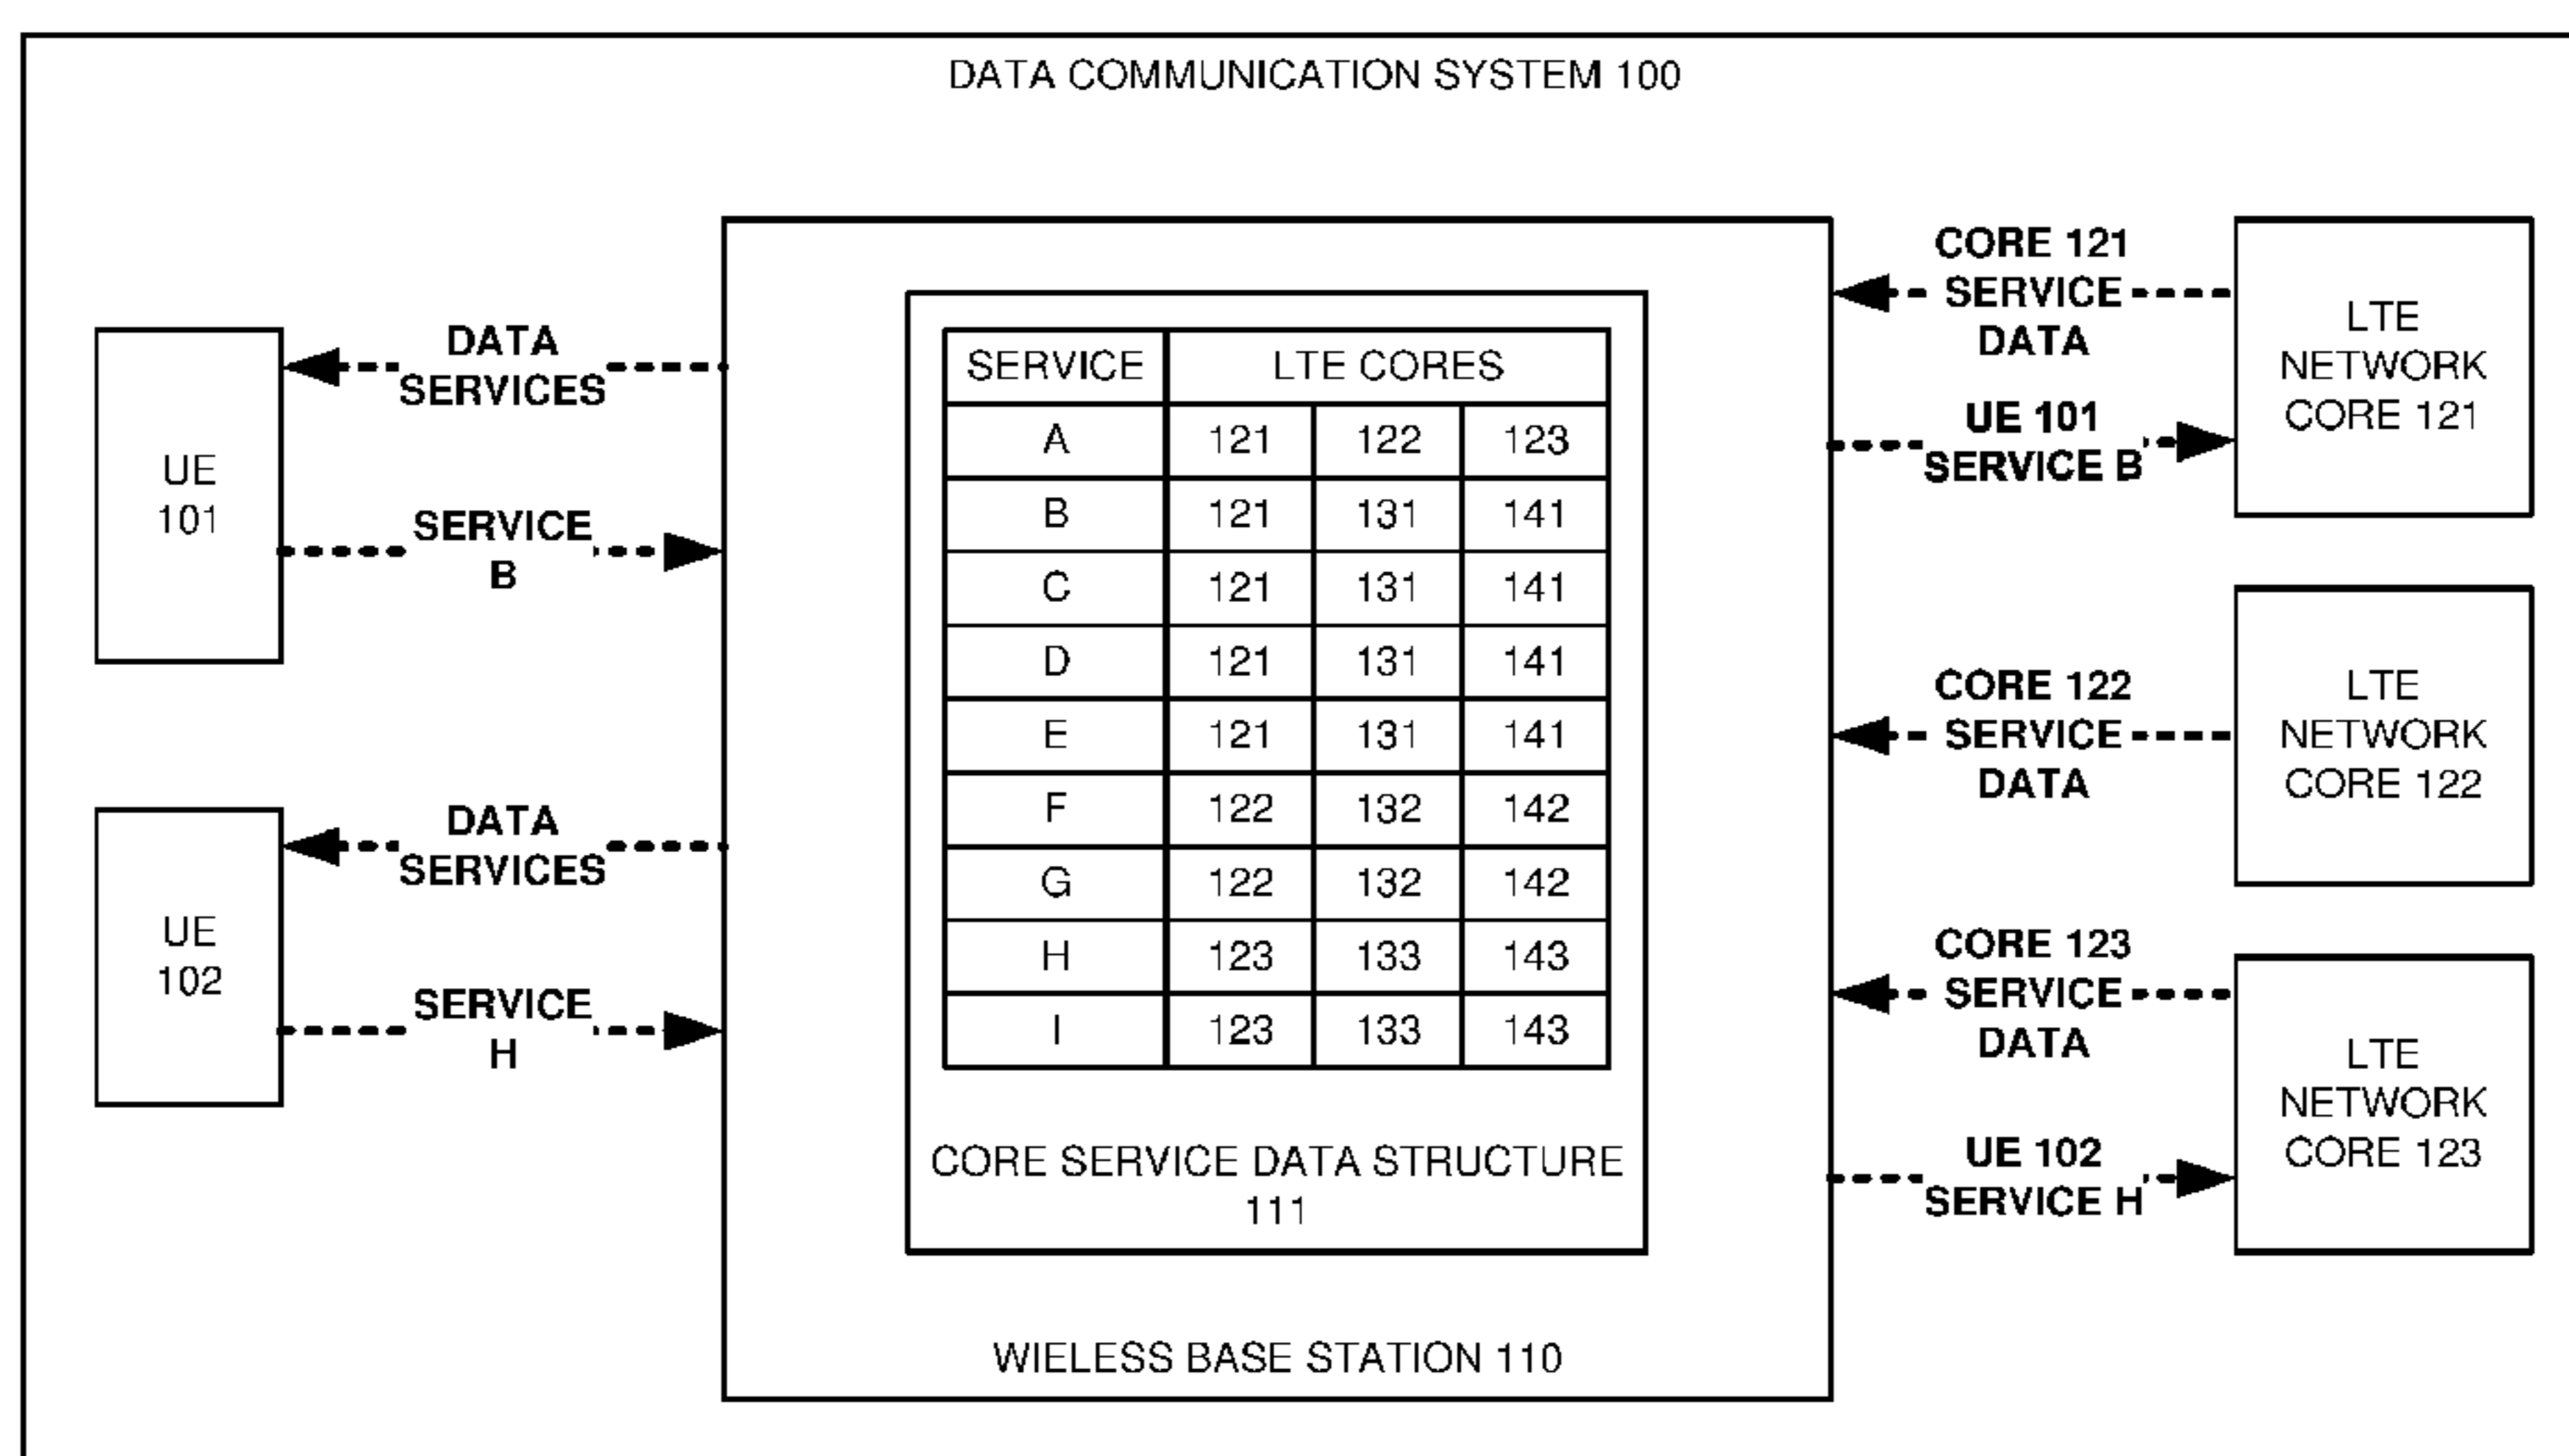 DATA COMMUNICATION SYSTEM 100
UE
101
DATA
SERVICES
SERVICE
B
UE
102
DATA
SERVICES
SERVICE
H
SERVICE LTE CORES
A 121 122 123
B 121 131 141
C 121 131 141
D 121 131 141
E 121 131 141
F 122 132 142
G 122 132 142
H 123 133 143
I 123 133 143
CORE SERVICE DATA STRUCTURE
111
WIELESS BASE STATION 110
CORE 121
SERVICE
DATA
UE 101
SERVICE B
LTE
NETWORK
CORE 121
CORE 122
SERVICE
DATA
LTE
NETWORK
CORE 122
CORE 123
SERVICE
DATA
UE 102
SERVICE H
LTE
NETWORK
CORE 123